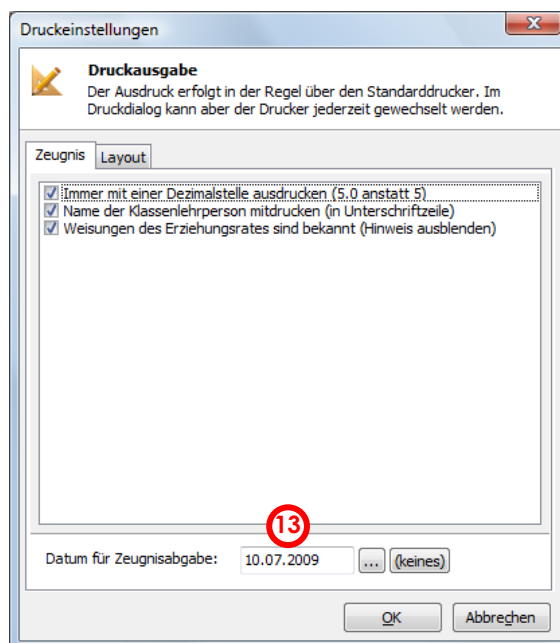 Druckeinstellungen
X
Druckausgabe
Der Ausdruck erfolgt in der Regel über den Standarddrucker. Im
Druckdialog kann aber der Drucker jederzeit gewechselt werden.
Zeugnis Layout
Immer mit einer Dezimalstelle ausdrucken (5.0 anstatt 5)
Name der Klassenlehrperson mitdrucken (in Unterschriftzeile)
Weisungen des Erziehungsrates sind bekannt (Hinweis ausblenden)
13
Datum für Zeugnisabgabe: 10.07.2009 ... (keines)
OK Abbrechen